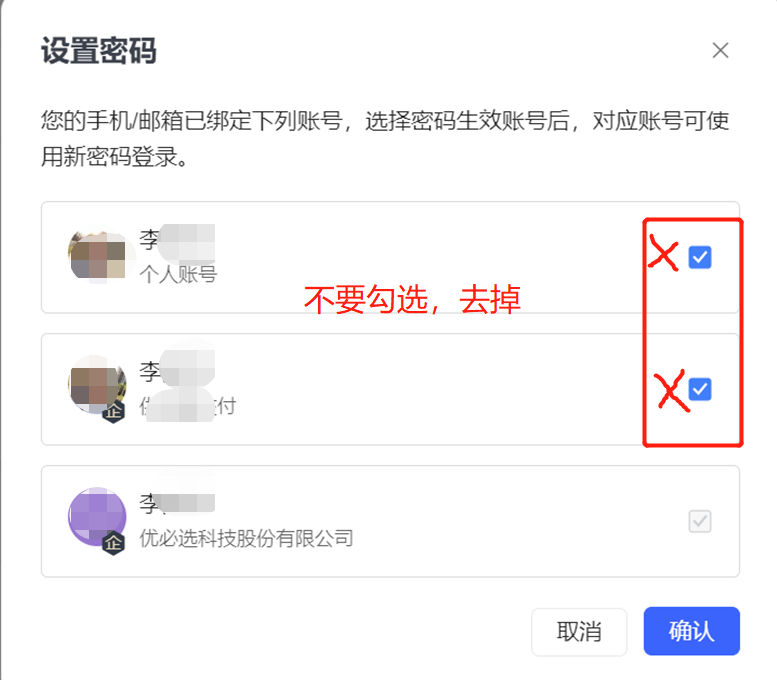 设置密码
您的手机/邮箱已绑定下列账号，选择密码生效账号后，对应账号可使
用新密码登录。
李
个人账号
不要勾选，去掉
李
企
付
李
企
优必选科技股份有限公司
取消
确认